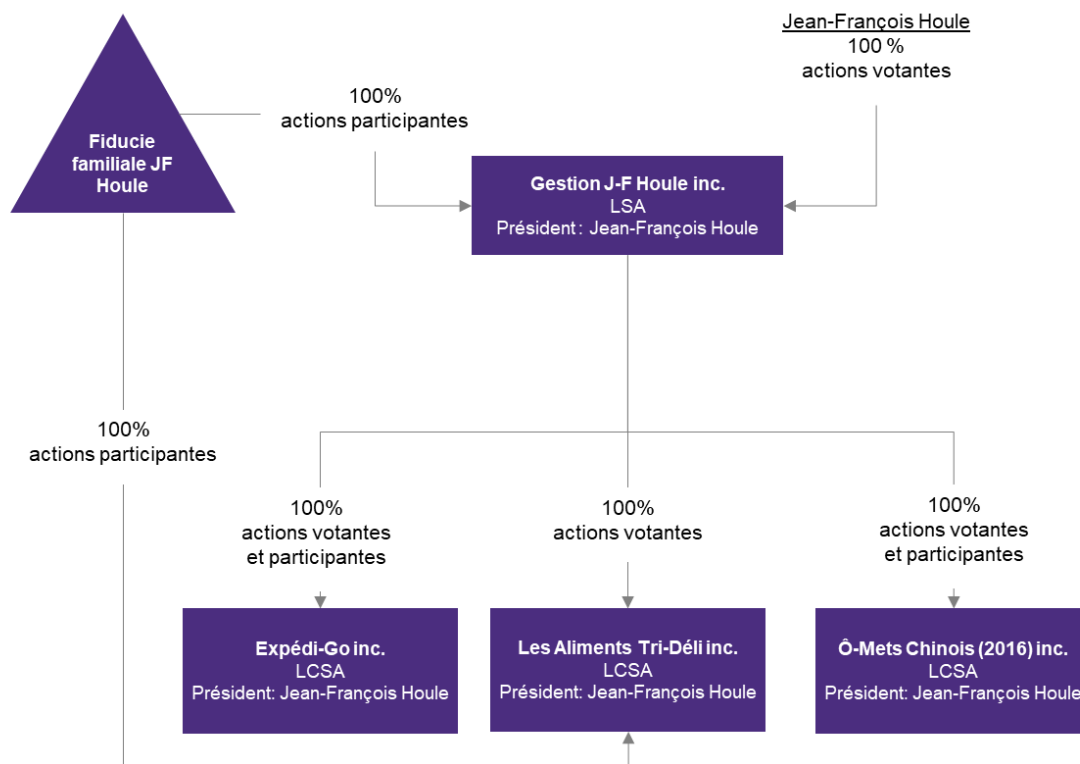 Jean-François Houle
100 %
actions votantes
100%
actions participantes
Fiducie
familiale JF
Houle
Gestion J-F Houle inc.
LSA
Président : Jean-François Houle
100%
actions participantes
100%
actions votantes
et participantes
100%
actions votantes
100%
actions votantes
et participantes
Expédi-Go inc.
LCSA
Président: Jean-François Houle
Les Aliments Tri-Déli inc.
LCSA
Président: Jean-François Houle
Ô-Mets Chinois (2016) inc.
LCSA
Président: Jean-François Houle